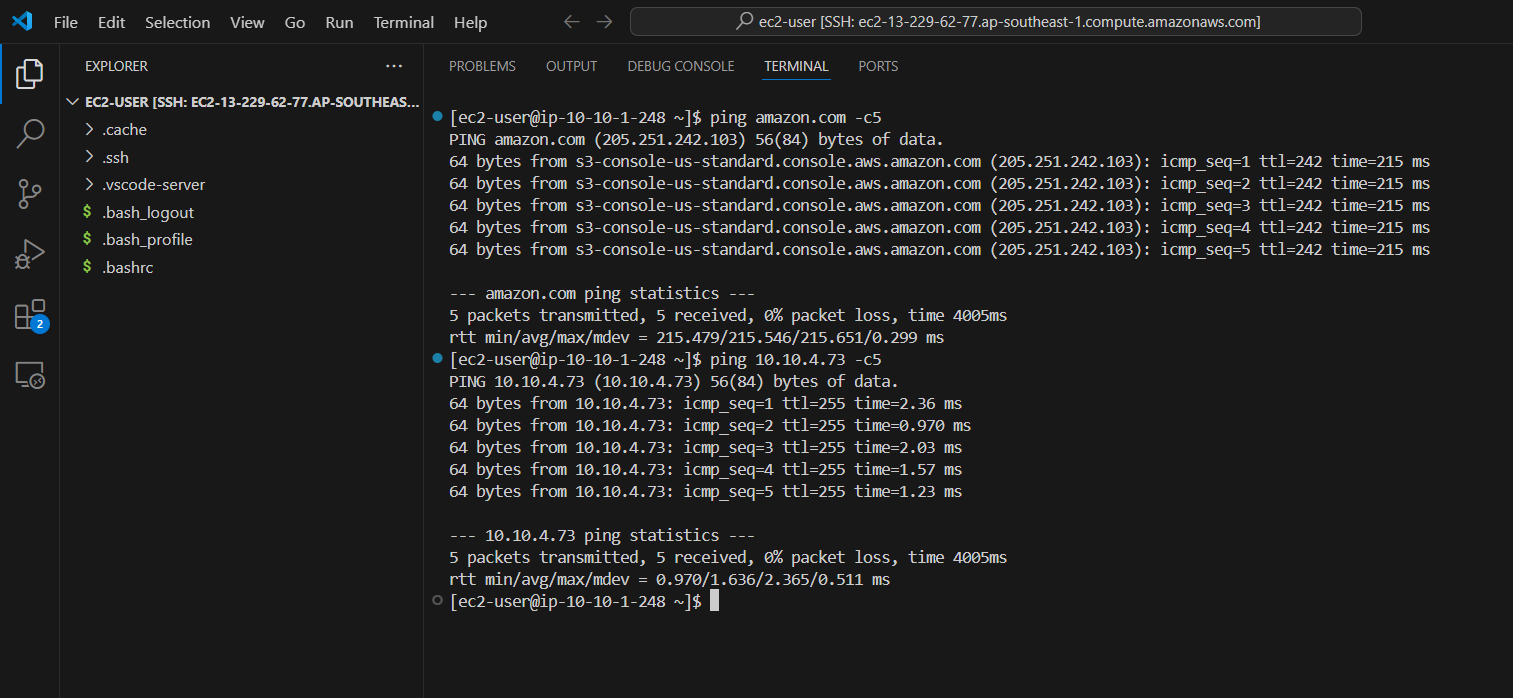 File Edit Selection View Go Run Terminal Help
ec2-user [SSH: ec2-13-229-62-77.ap-southeast-1.compute.amazonaws.com]
EXPLORER ...
EC2-USER [SSH: EC2-13-229-62-77.AP-SOUTHEAS...
.cache
.ssh
.vscode-server
$ .bash_logout
$ .bash_profile
$ .bashrc
2
PROBLEMS OUTPUT DEBUG CONSOLE TERMINAL PORTS
[ec2-user@ip-10-10-1-248 ~]$ ping amazon.com -c5
PING amazon.com (205.251.242.103) 56(84) bytes of data.
64 bytes from s3-console-us-standard.console.aws.amazon.com (205.251.242.103): icmp_seq=1 ttl=242 time=215 ms
64 bytes from s3-console-us-standard.console.aws.amazon.com (205.251.242.103): icmp_seq=2 ttl=242 time=215 ms
64 bytes from s3-console-us-standard.console.aws.amazon.com (205.251.242.103): icmp_seq=3 ttl=242 time=215 ms
64 bytes from s3-console-us-standard.console.aws.amazon.com (205.251.242.103): icmp_seq=4 ttl=242 time=215 ms
64 bytes from s3-console-us-standard.console.aws.amazon.com (205.251.242.103): icmp_seq=5 ttl=242 time=215 ms
--- amazon.com ping statistics ---
5 packets transmitted, 5 received, 0% packet loss, time 4005ms
rtt min/avg/max/mdev = 215.479/215.546/215.651/0.299 ms
[ec2-user@ip-10-10-1-248 ~]$ ping 10.10.4.73 -c5
PING 10.10.4.73 (10.10.4.73) 56(84) bytes of data.
64 bytes from 10.10.4.73: icmp_seq=1 ttl=255 time=2.36 ms
64 bytes from 10.10.4.73: icmp_seq=2 ttl=255 time=0.970 ms
64 bytes from 10.10.4.73: icmp_seq=3 ttl=255 time=2.03 ms
64 bytes from 10.10.4.73: icmp_seq=4 ttl=255 time=1.57 ms
64 bytes from 10.10.4.73: icmp_seq=5 ttl=255 time=1.23 ms
--- 10.10.4.73 ping statistics ---
5 packets transmitted, 5 received, 0% packet loss, time 4005ms
rtt min/avg/max/mdev = 0.970/1.636/2.365/0.511 ms
[ec2-user@ip-10-10-1-248 ~]$